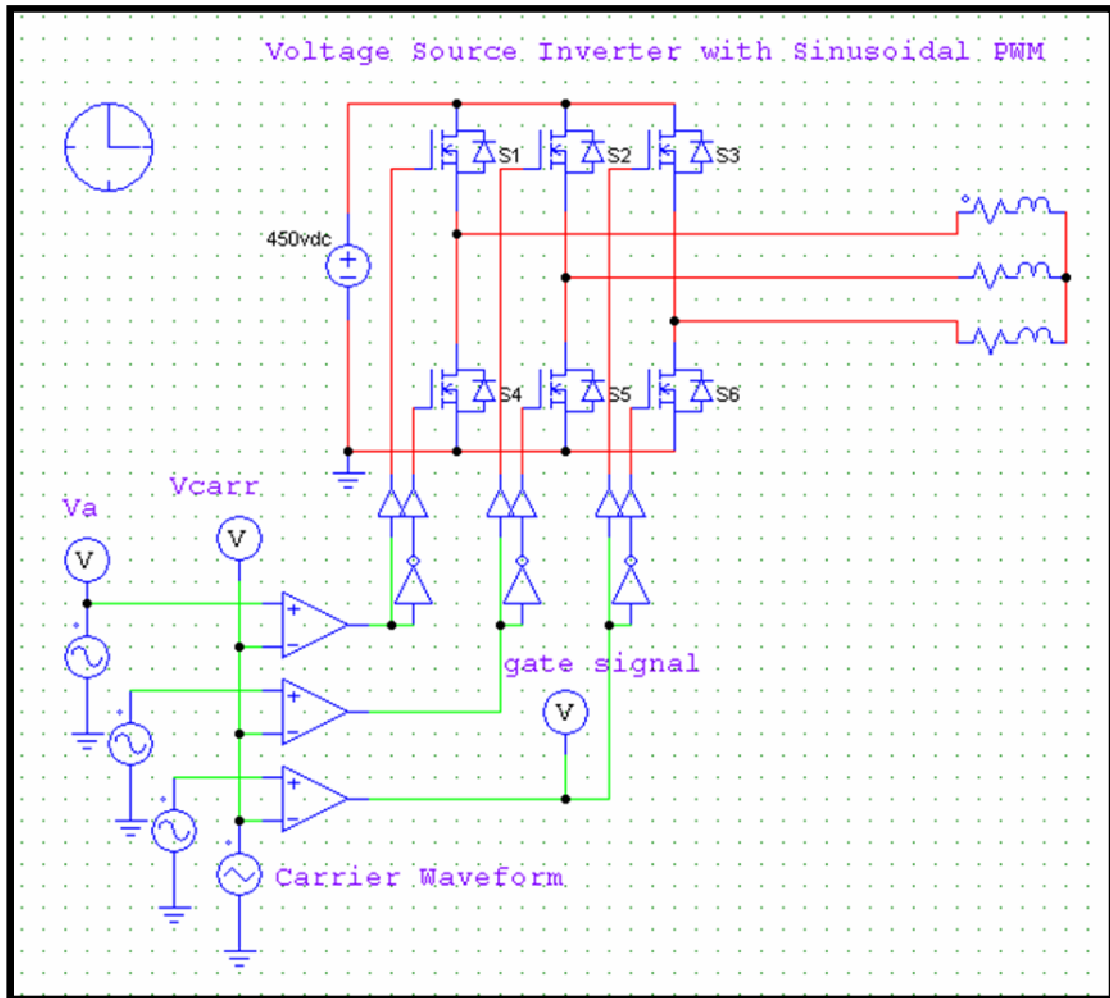 Voltage Source Inverter with Sinusoidal PWM
S1
S2
S3
450vdc
+
−
S4
S5
S6
Vcarr
Va
V
V
+
−
gate signal
V
+
−
+
−
Carrier Waveform